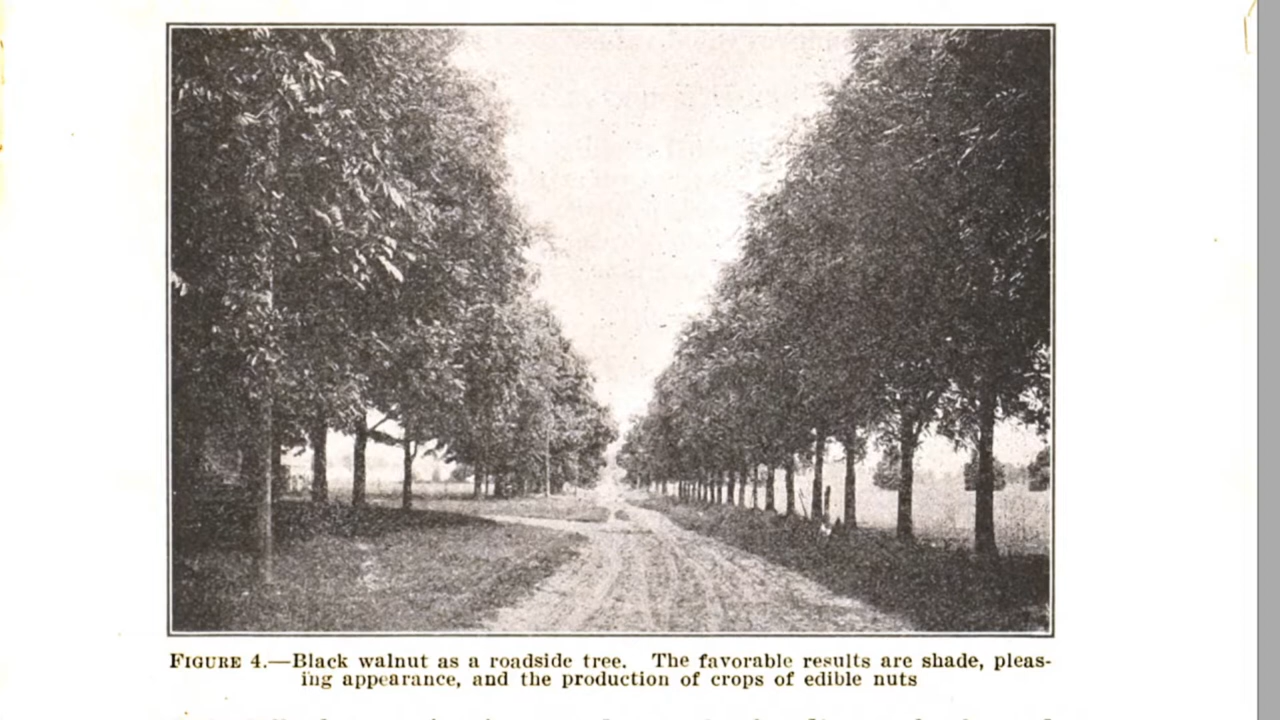 FIGURE 4.—Black walnut as a roadside tree. The favorable results are shade, pleas-
ing appearance, and the production of crops of edible nuts